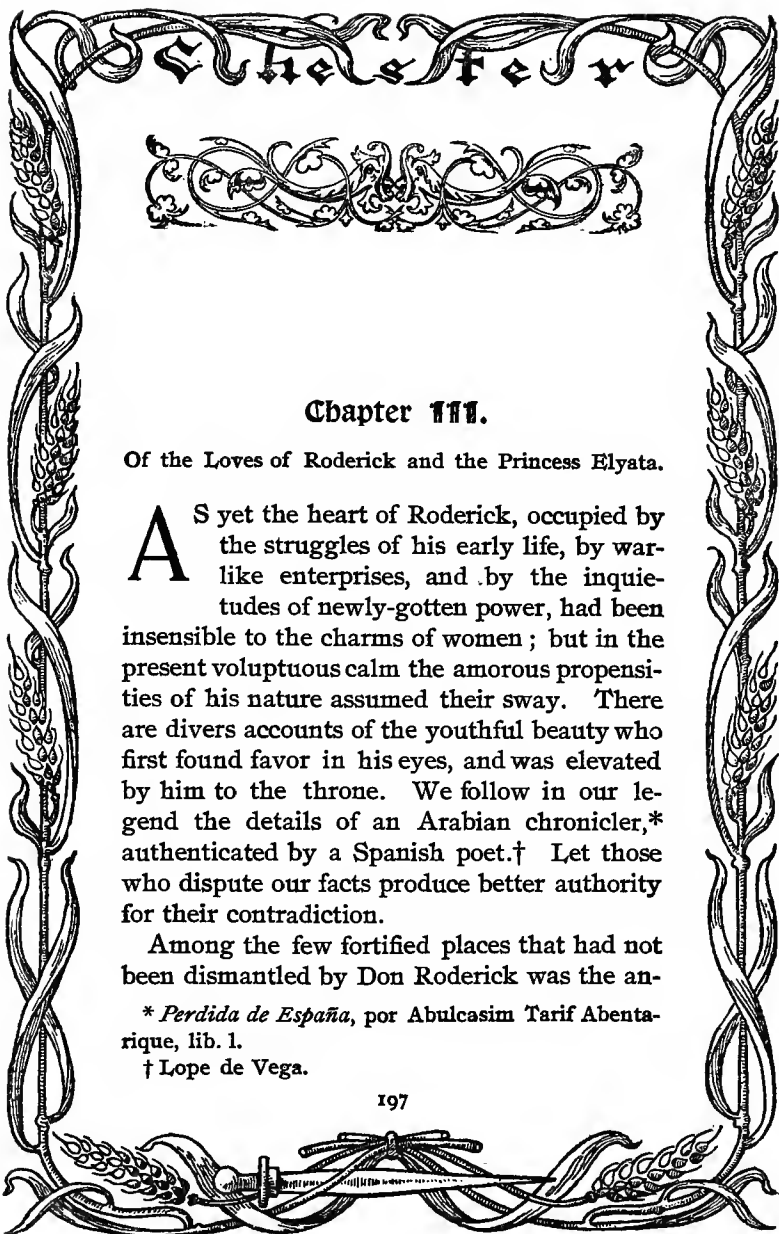 Chester
Chapter III.
Of the Loves of Roderick and the Princess Elyata.
AS yet the heart of Roderick, occupied by
the struggles of his early life, by war-
like enterprises, and by the inquie-
tudes of newly-gotten power, had been
insensible to the charms of women; but in the
present voluptuous calm the amorous propensi-
ties of his nature assumed their sway. There
are divers accounts of the youthful beauty who
first found favor in his eyes, and was elevated
by him to the throne. We follow in our le-
gend the details of an Arabian chronicler,*
authenticated by a Spanish poet.† Let those
who dispute our facts produce better authority
for their contradiction.
Among the few fortified places that had not
been dismantled by Don Roderick was the an-
* Perdida de España, por Abulcasim Tarif Abenta-
rique, lib. 1.
† Lope de Vega.
197